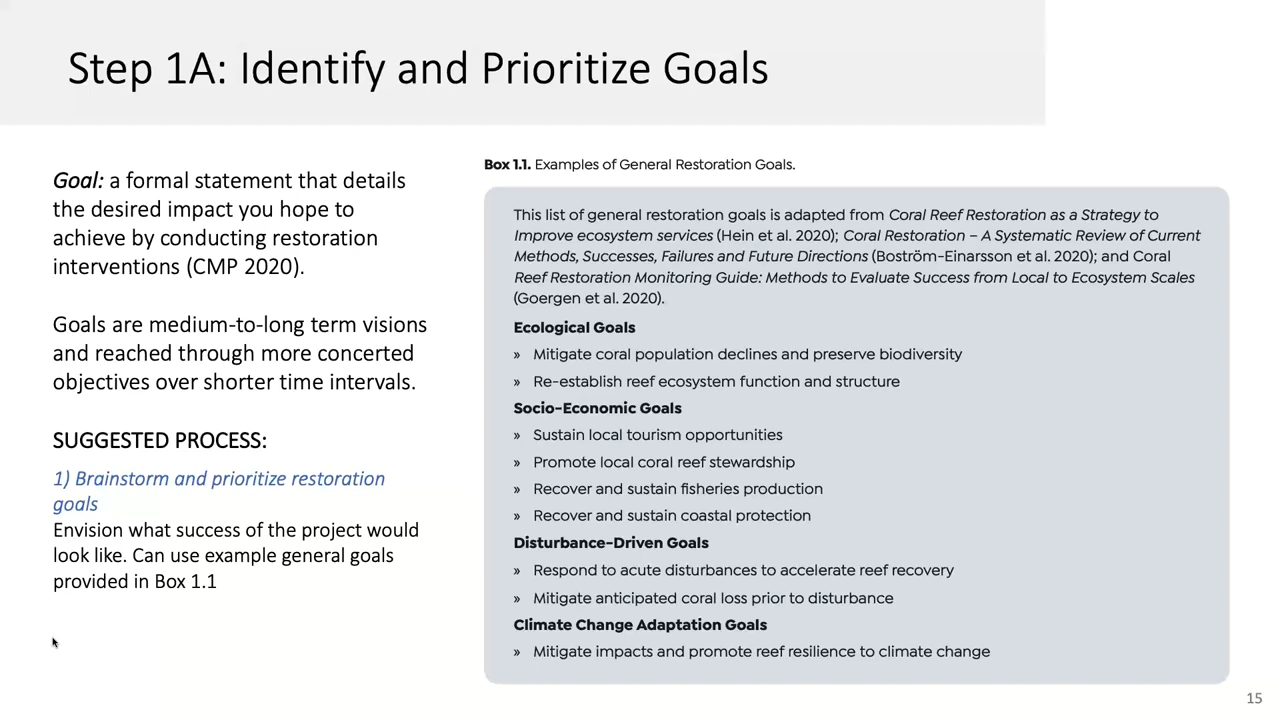 Step 1A: Identify and Prioritize Goals
Goal: a formal statement that details
the desired impact you hope to
achieve by conducting restoration
interventions (CMP 2020).
Goals are medium-to-long term visions
and reached through more concerted
objectives over shorter time intervals.
SUGGESTED PROCESS:
1) Brainstorm and prioritize restoration
goals
Envision what success of the project would
look like. Can use example general goals
provided in Box 1.1
Box 1.1. Examples of General Restoration Goals.
This list of general restoration goals is adapted from Coral Reef Restoration as a Strategy to
Improve ecosystem services (Hein et al. 2020); Coral Restoration – A Systematic Review of Current
Methods, Successes, Failures and Future Directions (Boström-Einarsson et al. 2020); and Coral
Reef Restoration Monitoring Guide: Methods to Evaluate Success from Local to Ecosystem Scales
(Goergen et al. 2020).
Ecological Goals
» Mitigate coral population declines and preserve biodiversity
» Re-establish reef ecosystem function and structure
Socio-Economic Goals
» Sustain local tourism opportunities
» Promote local coral reef stewardship
» Recover and sustain fisheries production
» Recover and sustain coastal protection
Disturbance-Driven Goals
» Respond to acute disturbances to accelerate reef recovery
» Mitigate anticipated coral loss prior to disturbance
Climate Change Adaptation Goals
» Mitigate impacts and promote reef resilience to climate change
15